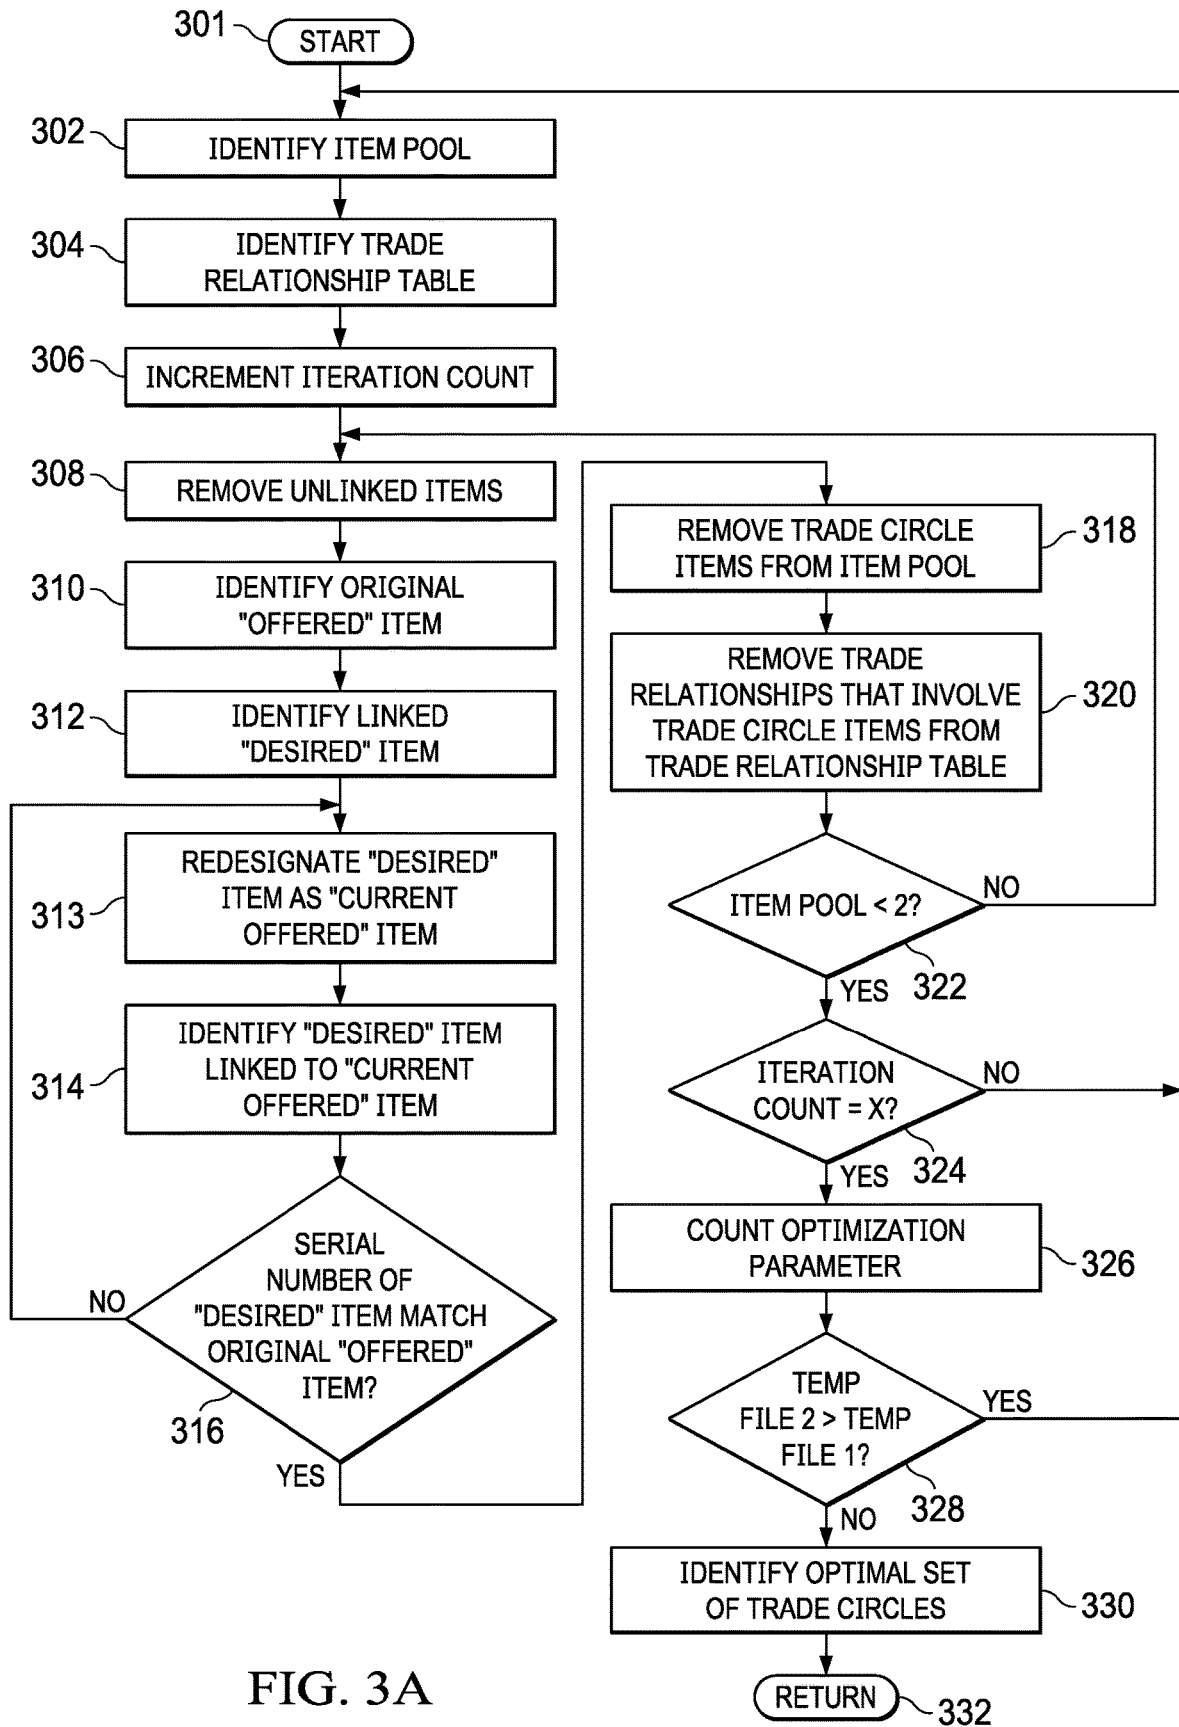 301
START
302
IDENTIFY ITEM POOL
304
IDENTIFY TRADE
RELATIONSHIP TABLE
306
INCREMENT ITERATION COUNT
308
REMOVE UNLINKED ITEMS
310
IDENTIFY ORIGINAL
"OFFERED" ITEM
312
IDENTIFY LINKED
"DESIRED" ITEM
313
REDESIGNATE "DESIRED"
ITEM AS "CURRENT
OFFERED" ITEM
314
IDENTIFY "DESIRED" ITEM
LINKED TO "CURRENT
OFFERED" ITEM
SERIAL
NUMBER OF
"DESIRED" ITEM MATCH
ORIGINAL "OFFERED"
ITEM?
NO
316
YES
REMOVE TRADE CIRCLE
ITEMS FROM ITEM POOL
318
REMOVE TRADE
RELATIONSHIPS THAT INVOLVE
TRADE CIRCLE ITEMS FROM
TRADE RELATIONSHIP TABLE
320
ITEM POOL < 2?
NO
322
YES
ITERATION
COUNT = X?
NO
324
YES
COUNT OPTIMIZATION
PARAMETER
326
TEMP
FILE 2 > TEMP
FILE 1?
YES
328
NO
IDENTIFY OPTIMAL SET
OF TRADE CIRCLES
330
RETURN
332
FIG. 3A